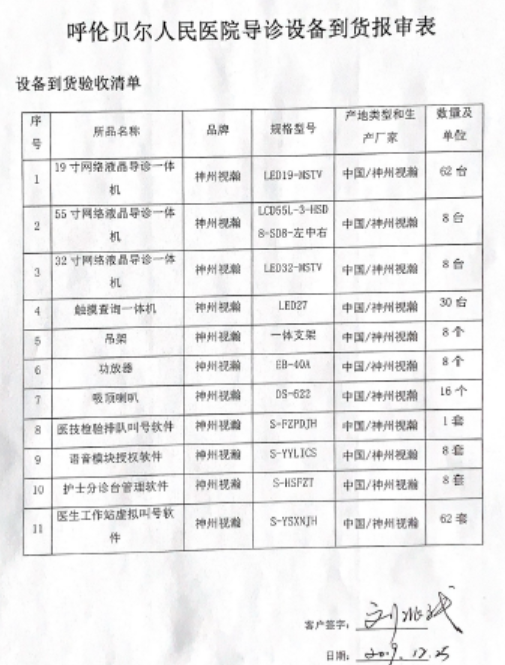 呼伦贝尔人民医院导诊设备到货报审表
设备到货验收清单
序号 所品名称 品牌 规格型号 产地类型和生产厂家 数量及单位
1 19寸网络液晶导诊一体机 神州视瀚 LED19-MSTV 中国/神州视瀚 62台
2 55寸网络液晶导诊一体机 神州视瀚 LCD55L-3-HSD8-SDB-左中右 中国/神州视瀚 8台
3 32寸网络液晶导诊一体机 神州视瀚 LED32-MSTV 中国/神州视瀚 8台
4 触摸查询一体机 神州视瀚 LED27 中国/神州视瀚 30台
5 吊架 神州视瀚 一体支架 中国/神州视瀚 8个
6 功放器 神州视瀚 EB-40A 中国/神州视瀚 8个
7 吸顶喇叭 神州视瀚 DS-622 中国/神州视瀚 16个
8 医技检验排队叫号软件 神州视瀚 S-FZPDJH 中国/神州视瀚 1套
9 语音模块授权软件 神州视瀚 S-YYLICS 中国/神州视瀚 8套
10 护士分诊台管理软件 神州视瀚 S-HSFZT 中国/神州视瀚 8套
11 医生工作站虚拟叫号软件 神州视瀚 S-YSXNJH 中国/神州视瀚 62套
客户签字：
日期：2019.12.25